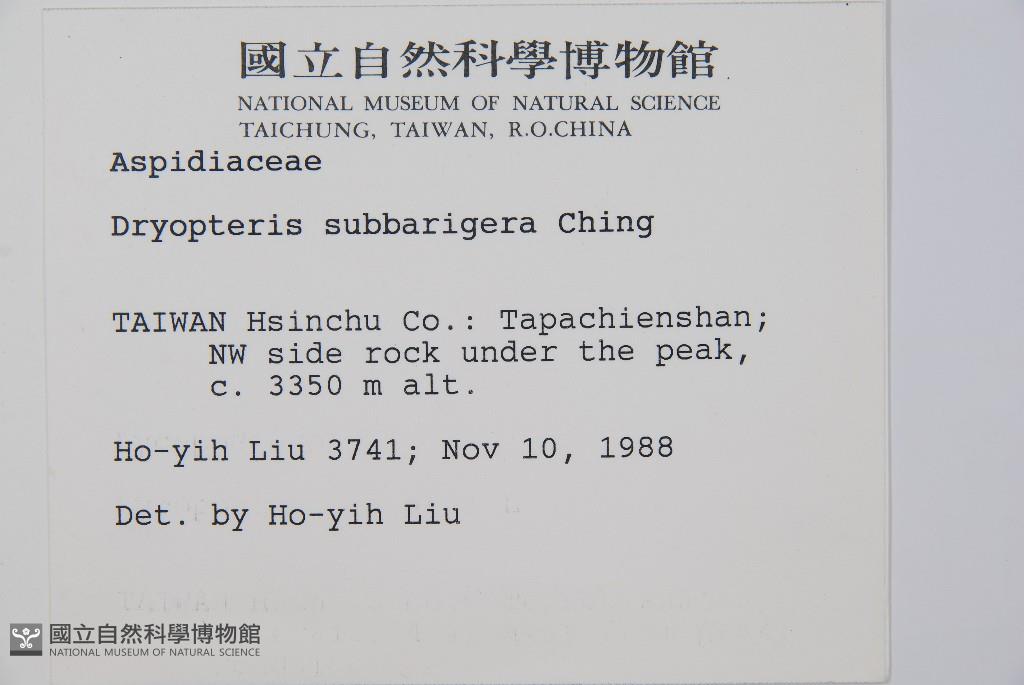 國立自然科學博物館
NATIONAL MUSEUM OF NATURAL SCIENCE
TAICHUNG, TAIWAN, R.O.CHINA
Aspidiaceae
Dryopteris subbarigera Ching
TAIWAN Hsinchu Co.: Tapachienshan;
NW side rock under the peak,
c. 3350 m alt.
Ho-yih Liu 3741; Nov 10, 1988
Det. by Ho-yih Liu
國立自然科學博物館
NATIONAL MUSEUM OF NATURAL SCIENCE